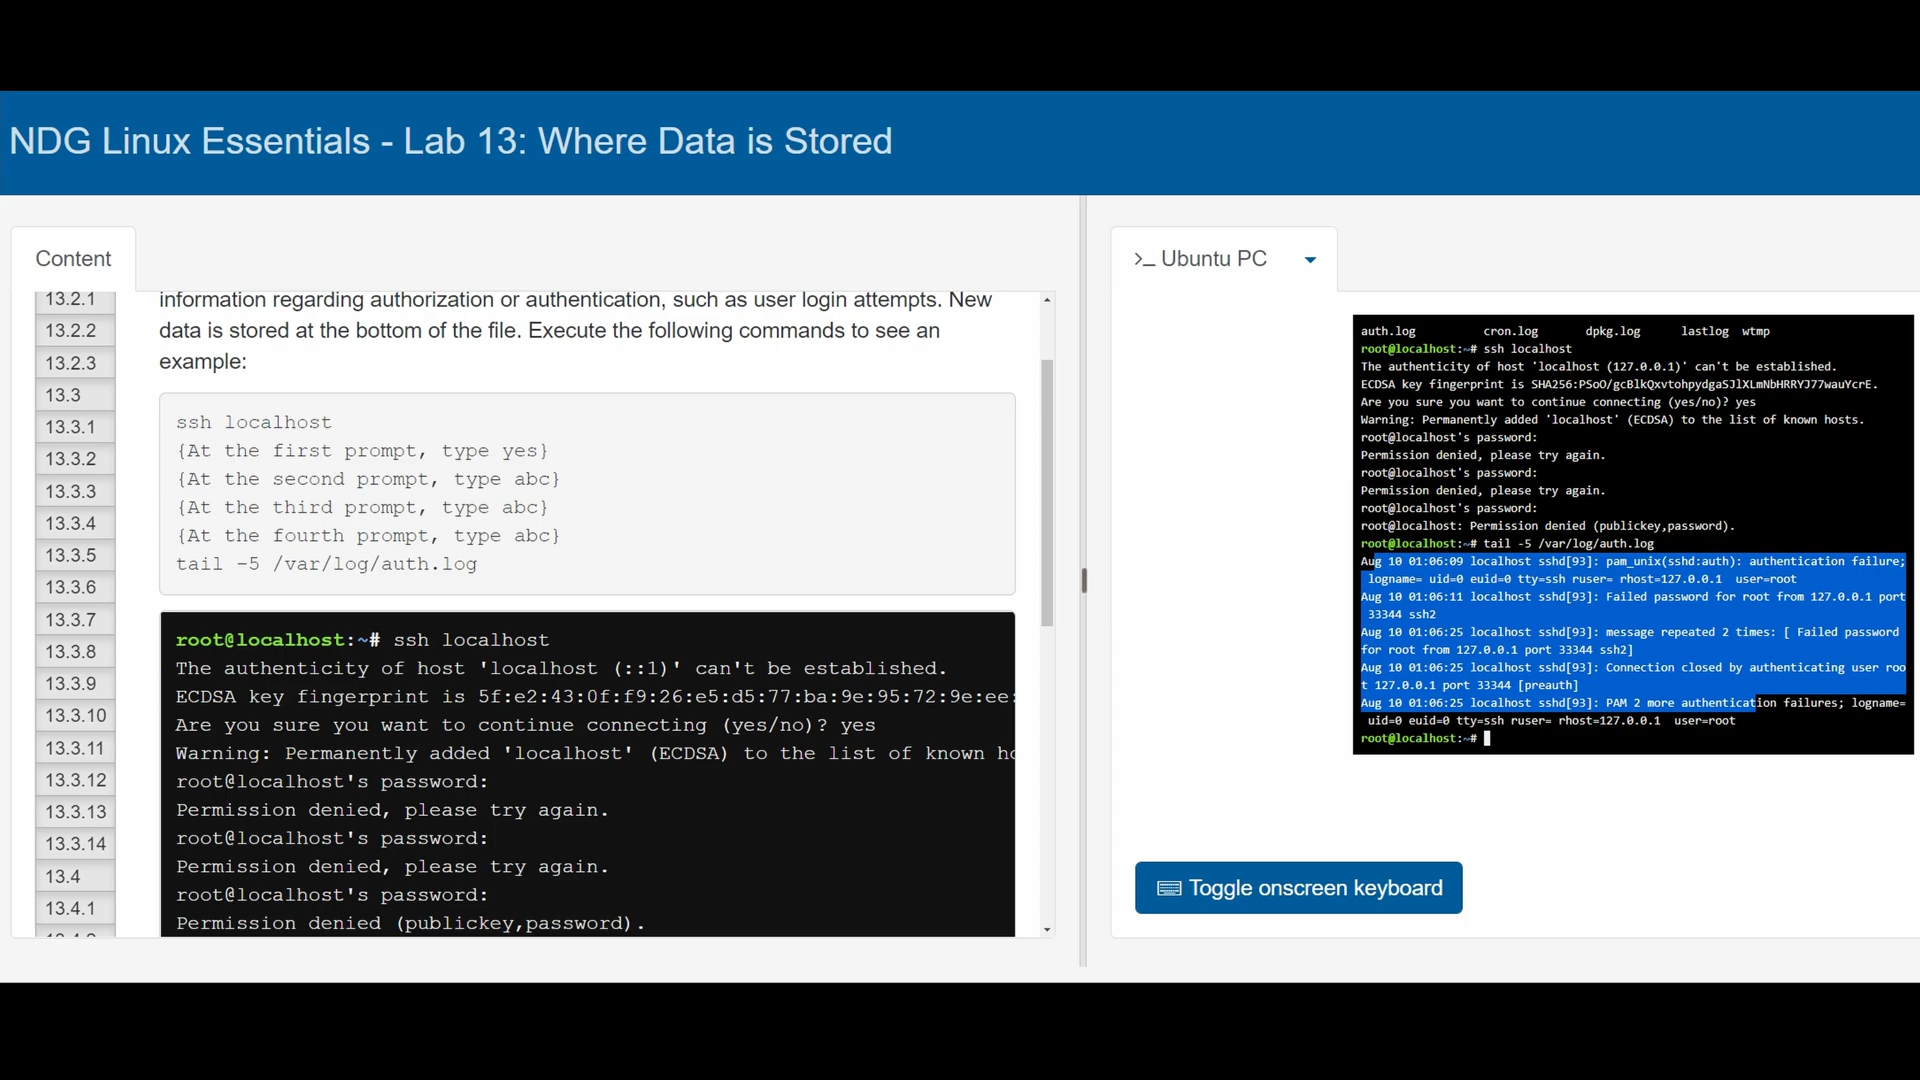 NDG Linux Essentials - Lab 13: Where Data is Stored
Content
13.2.1
13.2.2
13.2.3
13.3
13.3.1
13.3.2
13.3.3
13.3.4
13.3.5
13.3.6
13.3.7
13.3.8
13.3.9
13.3.10
13.3.11
13.3.12
13.3.13
13.3.14
13.4
13.4.1
information regarding authorization or authentication, such as user login attempts. New
data is stored at the bottom of the file. Execute the following commands to see an
example:
ssh localhost
{At the first prompt, type yes}
{At the second prompt, type abc}
{At the third prompt, type abc}
{At the fourth prompt, type abc}
tail -5 /var/log/auth.log
root@localhost:~# ssh localhost
The authenticity of host 'localhost (::1)' can't be established.
ECDSA key fingerprint is 5f:e2:43:0f:f9:26:e5:d5:77:ba:9e:95:72:9e:ee:
Are you sure you want to continue connecting (yes/no)? yes
Warning: Permanently added 'localhost' (ECDSA) to the list of known ho
root@localhost's password:
Permission denied, please try again.
root@localhost's password:
Permission denied, please try again.
root@localhost's password:
Permission denied (publickey,password).
>_ Ubuntu PC
auth.log cron.log dpkg.log lastlog wtmp
root@localhost:~# ssh localhost
The authenticity of host 'localhost (127.0.0.1)' can't be established.
ECDSA key fingerprint is SHA256:PSoO/gcBlkQxvtohpydgaSJlXLmNbHRRYJ77wauYcrE.
Are you sure you want to continue connecting (yes/no)? yes
Warning: Permanently added 'localhost' (ECDSA) to the list of known hosts.
root@localhost's password:
Permission denied, please try again.
root@localhost's password:
Permission denied, please try again.
root@localhost's password:
root@localhost: Permission denied (publickey,password).
root@localhost:~# tail -5 /var/log/auth.log
Aug 10 01:06:09 localhost sshd[93]: pam_unix(sshd:auth): authentication failure;
logname= uid=0 euid=0 tty=ssh ruser= rhost=127.0.0.1 user=root
Aug 10 01:06:11 localhost sshd[93]: Failed password for root from 127.0.0.1 port
33344 ssh2
Aug 10 01:06:25 localhost sshd[93]: message repeated 2 times: [ Failed password
for root from 127.0.0.1 port 33344 ssh2]
Aug 10 01:06:25 localhost sshd[93]: Connection closed by authenticating user roo
t 127.0.0.1 port 33344 [preauth]
Aug 10 01:06:25 localhost sshd[93]: PAM 2 more authentication failures; logname=
uid=0 euid=0 tty=ssh ruser= rhost=127.0.0.1 user=root
root@localhost:~#
Toggle onscreen keyboard